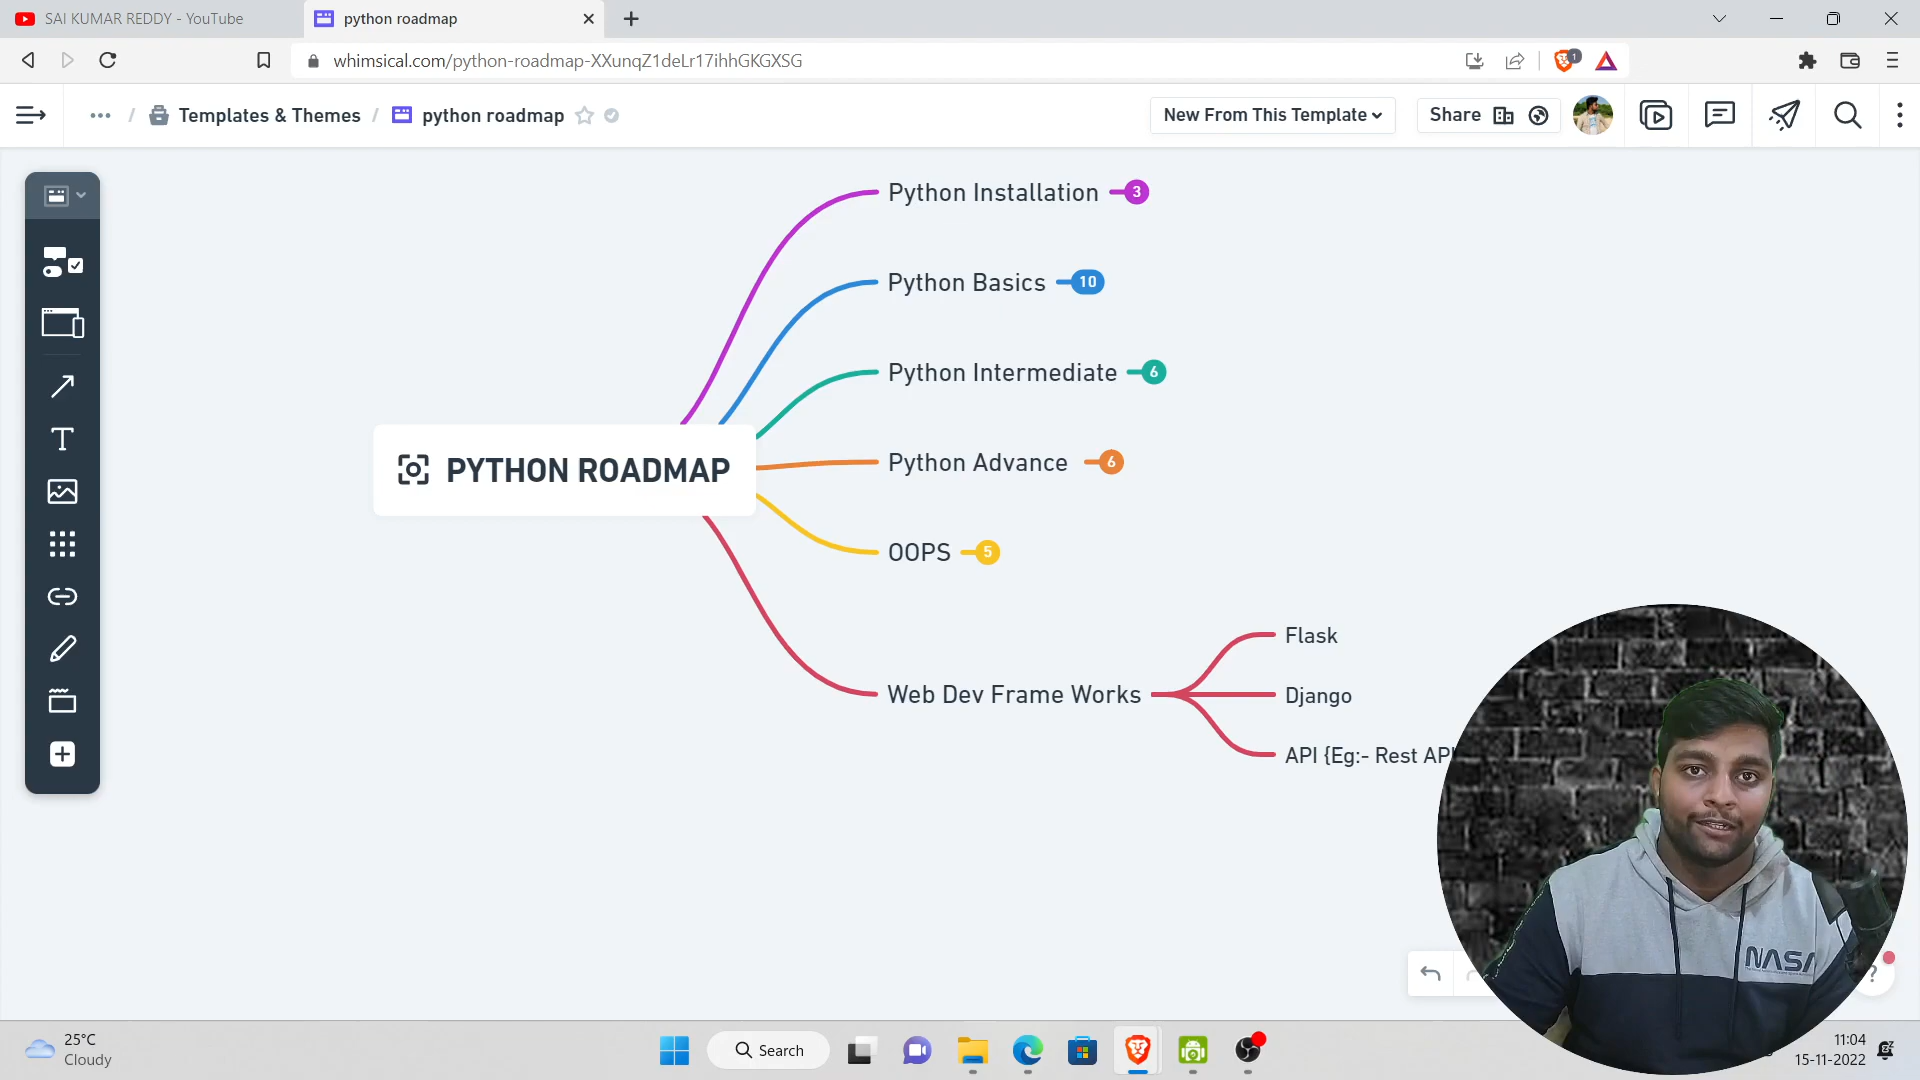 SAI KUMAR REDDY - YouTube
python roadmap
whimsical.com/python-roadmap-XXunqZ1deLr17ihhGKGXSG
1
... / Templates & Themes / python roadmap
New From This Template
Share
Python Installation 3
Python Basics 10
Python Intermediate 6
PYTHON ROADMAP
Python Advance 6
OOPS 5
Flask
Web Dev Frame Works
Django
API {Eg:- Rest API
NASA
?
25°C
Cloudy
Search
11:04
15-11-2022